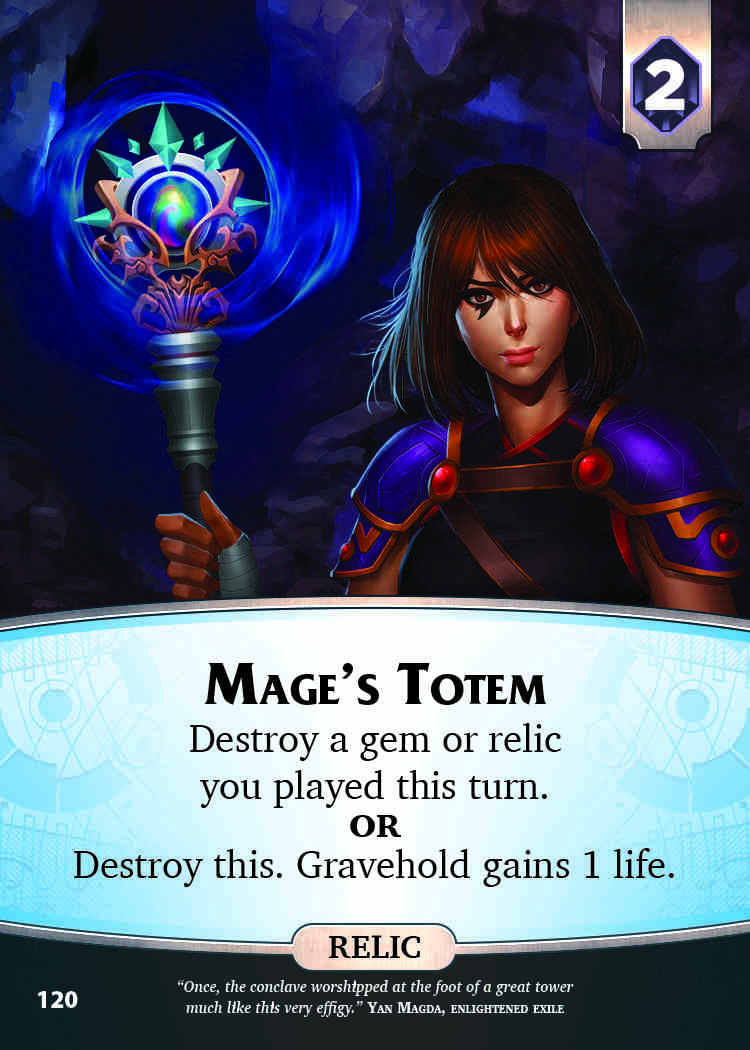 2
Mage's Totem
Destroy a gem or relic
you played this turn.
OR
Destroy this. Gravehold gains 1 life.
RELIC
120
“Once, the conclave worshipped at the foot of a great tower
much like this very effigy.” Yan Magda, enlightened exile